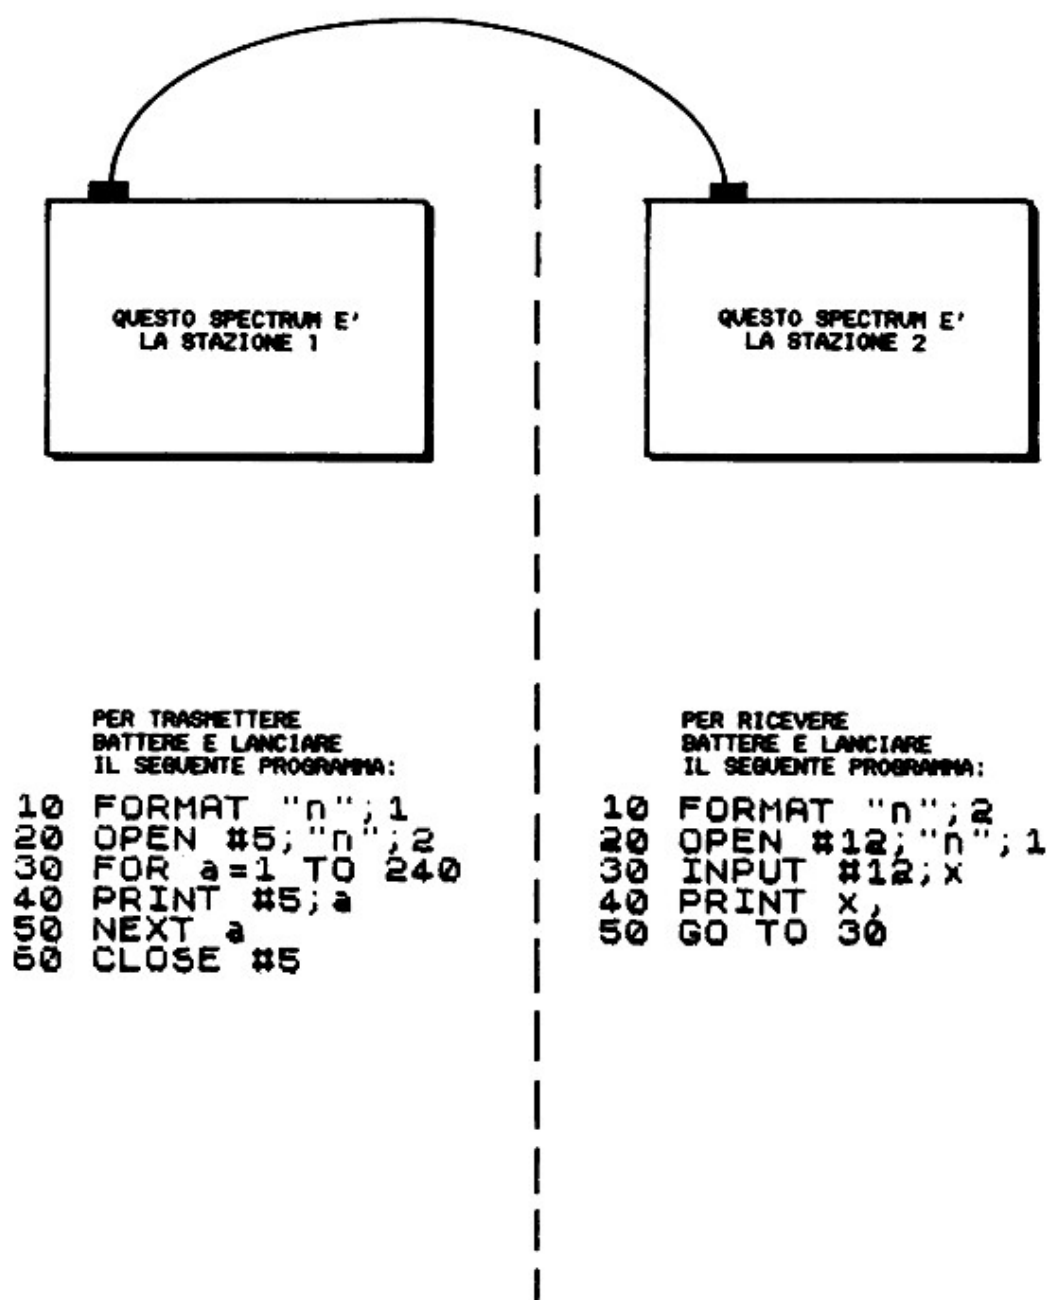 QUESTO SPECTRUM E'
LA STAZIONE 1
QUESTO SPECTRUM E'
LA STAZIONE 2
PER TRASMETTERE
BATTERE E LANCIARE
IL SEGUENTE PROGRAMMA:
10 FORMAT "n";1
20 OPEN #5;"n";2
30 FOR a=1 TO 240
40 PRINT #5;a
50 NEXT a
60 CLOSE #5
PER RICEVERE
BATTERE E LANCIARE
IL SEGUENTE PROGRAMMA:
10 FORMAT "n";2
20 OPEN #12;"n";1
30 INPUT #12;x
40 PRINT x,
50 GO TO 30